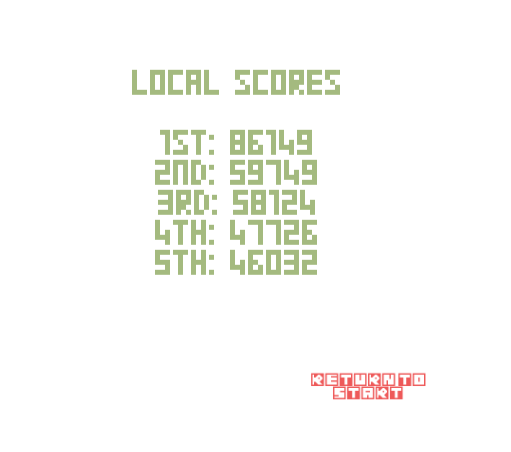 LOCAL SCORES
1ST: 86149
2ND: 59749
3RD: 58124
4TH: 47726
5TH: 46032
RETURN TO
START